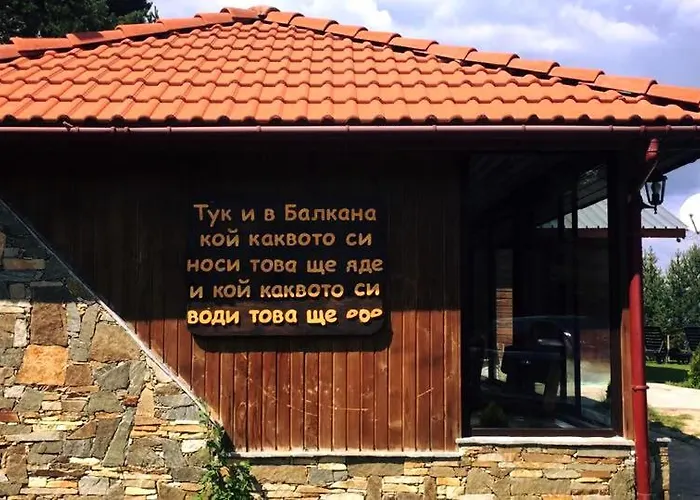 Тук и в Балкана
кой каквото си
носи това ще яде
и кой каквото си
води това ще